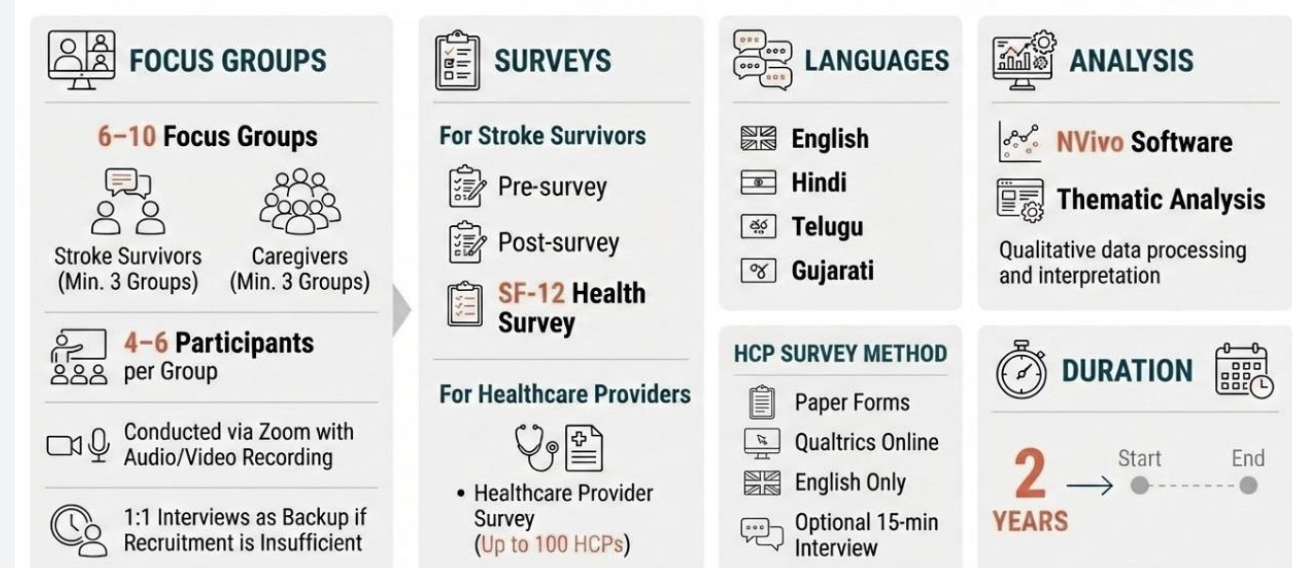 FOCUS GROUPS
6–10 Focus Groups
Stroke Survivors
(Min. 3 Groups)
Caregivers
(Min. 3 Groups)
4–6 Participants
per Group
Conducted via Zoom with
Audio/Video Recording
1:1 Interviews as Backup if
Recruitment is Insufficient
SURVEYS
For Stroke Survivors
Pre-survey
Post-survey
SF-12 Health
Survey
For Healthcare Providers
• Healthcare Provider
Survey
(Up to 100 HCPs)
LANGUAGES
English
Hindi
Telugu
Gujarati
HCP SURVEY METHOD
Paper Forms
Qualtrics Online
English Only
Optional 15-min
Interview
ANALYSIS
NVivo Software
Thematic Analysis
Qualitative data processing
and interpretation
DURATION
2
YEARS
Start
End